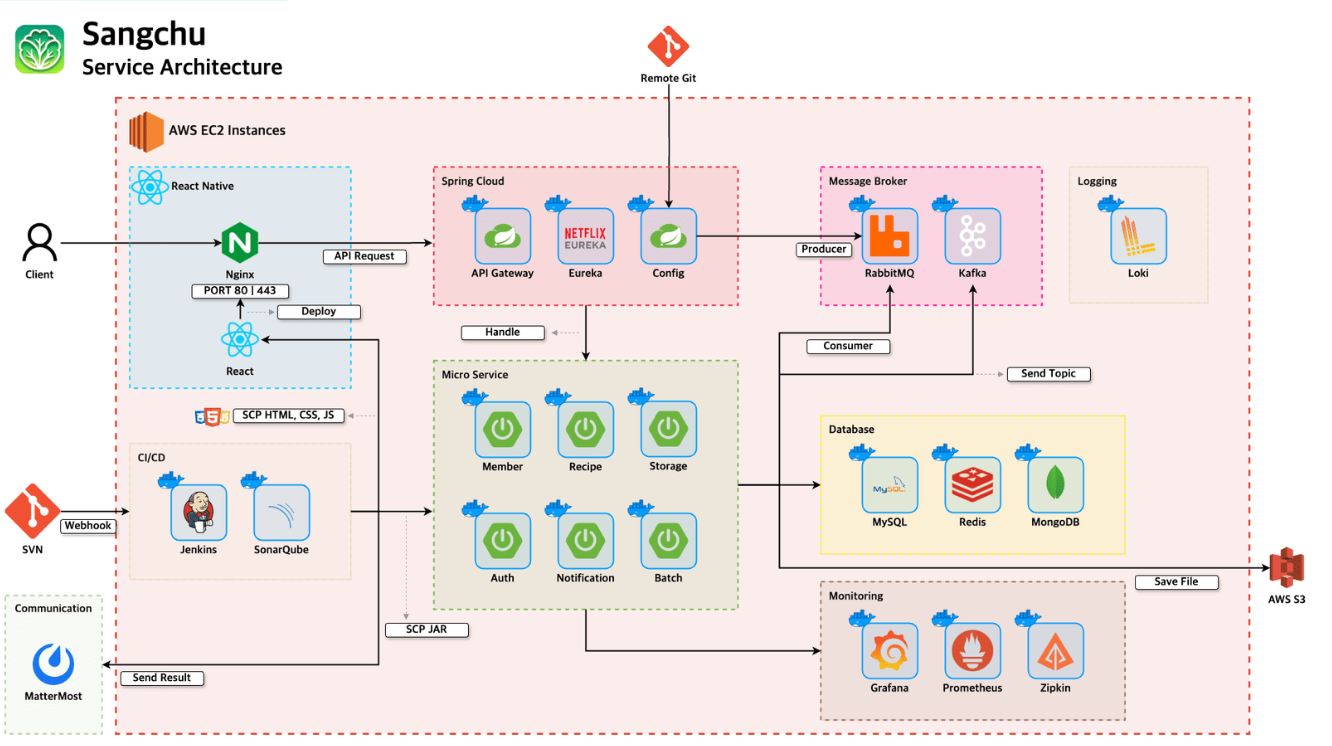 Sangchu
Service Architecture
Remote Git
AWS EC2 Instances
React Native
Nginx
PORT 80 | 443
Deploy
React
Client
API Request
Spring Cloud
API Gateway
NETFLIX
EUREKA
Eureka
Config
Producer
Message Broker
RabbitMQ
Kafka
Logging
Loki
Handle
Consumer
Send Topic
Micro Service
Member
Recipe
Storage
Auth
Notification
Batch
5
SCP HTML, CSS, JS
CI/CD
Jenkins
SonarQube
SVN
Webhook
SCP JAR
Database
MySQL
MySQL
Redis
MongoDB
Save File
AWS S3
Communication
MatterMost
Send Result
Monitoring
Grafana
Prometheus
Zipkin